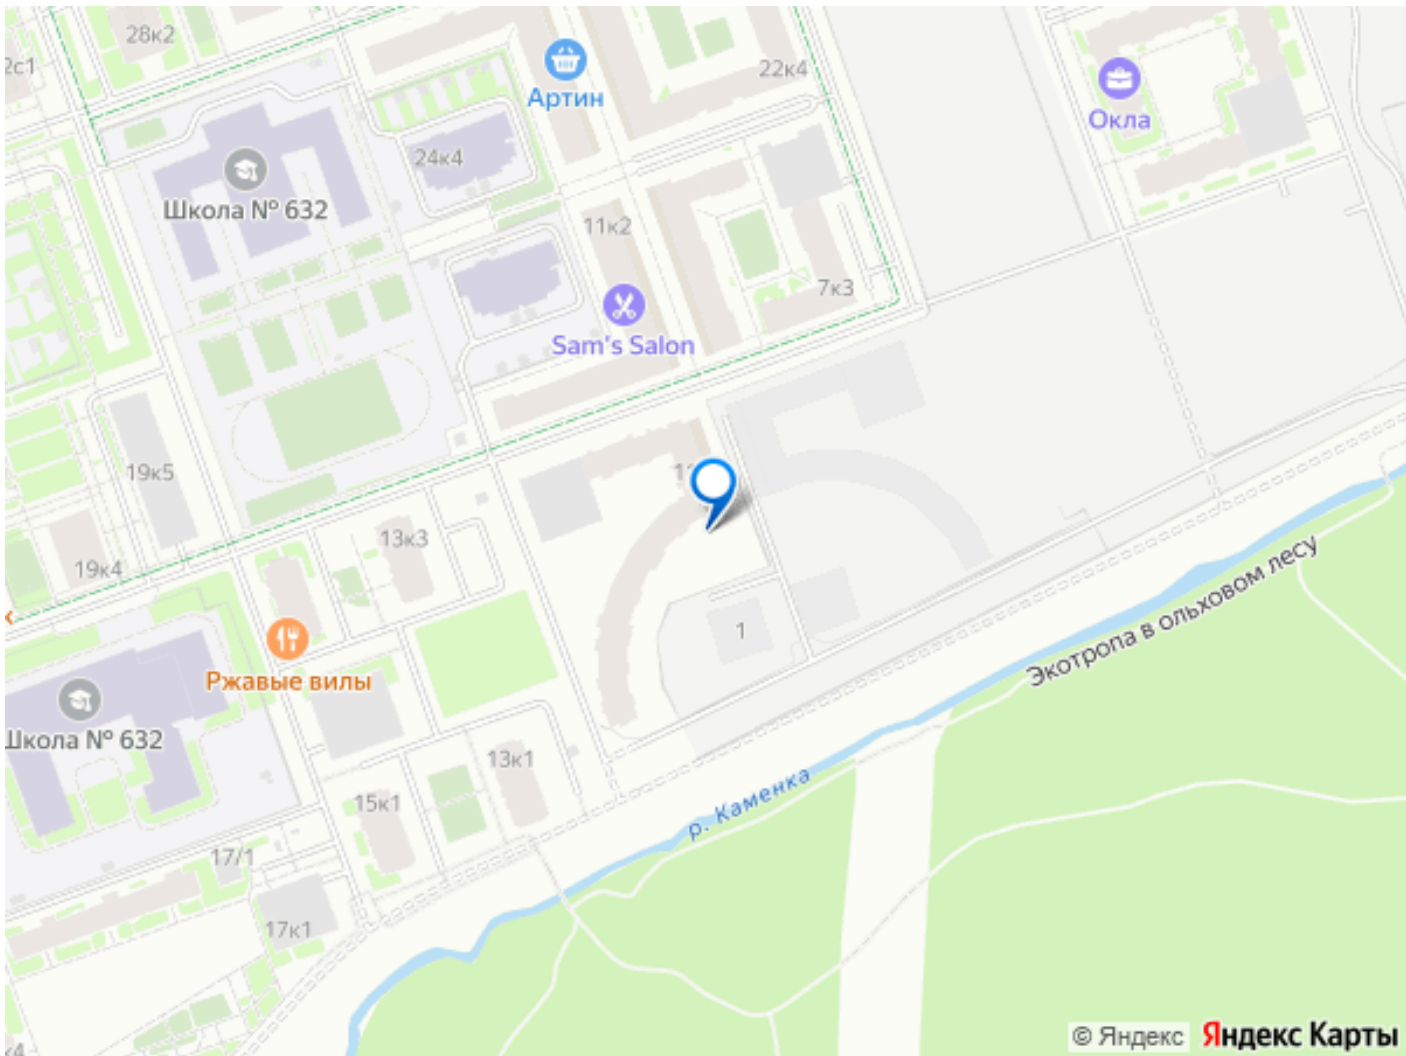 28к2
2с1
Артин
22к4
Окла
24к4
Школа № 632
11к2
7к3
Sam's Salon
19к5
13к3
19к4
1
Экотропа в ольховом лесу
Ржавые вилы
Школа № 632
13к1
р. Каменка
15к1
17/1
17к1
© Яндекс Яндекс Карты